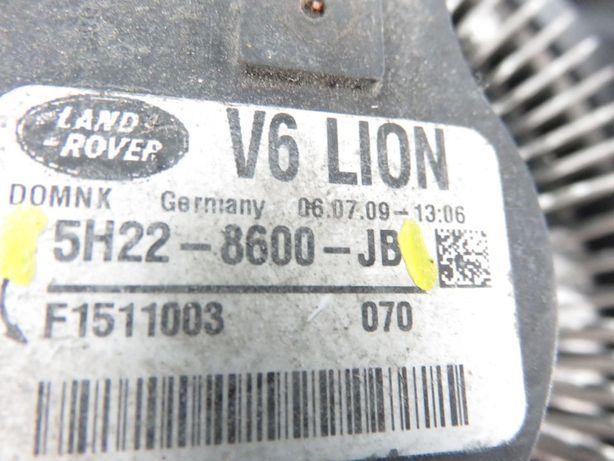 LAND
-ROVER
V6 LION
DOMNK Germany 06.07.09-13:06
5H22-8600-JB
F1511003 070